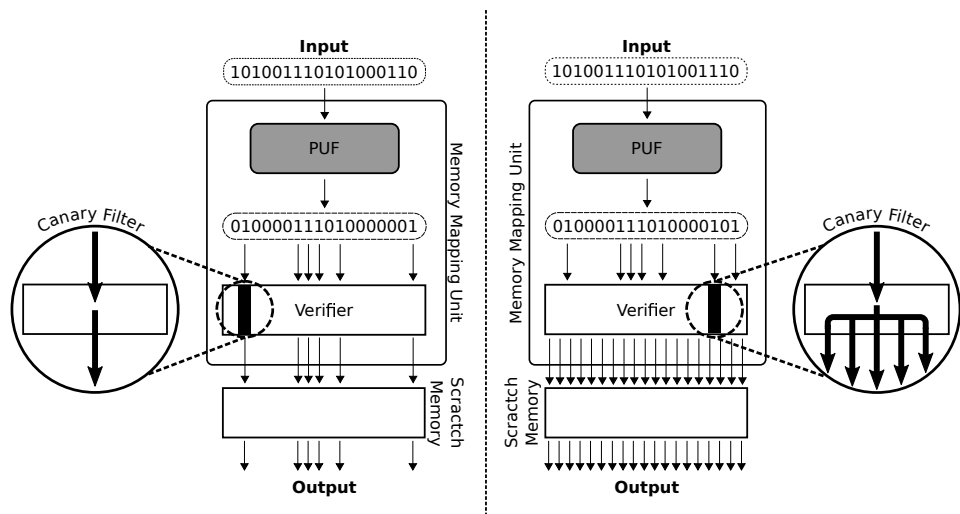 Input
101001110101000110
PUF
010000111010000001
Verifier
Memory Mapping Unit
Canary Filter
Scractch
Memory
Output
Input
101001110101001110
PUF
010000111010000101
Verifier
Memory Mapping Unit
Canary Filter
Scractch
Memory
Output